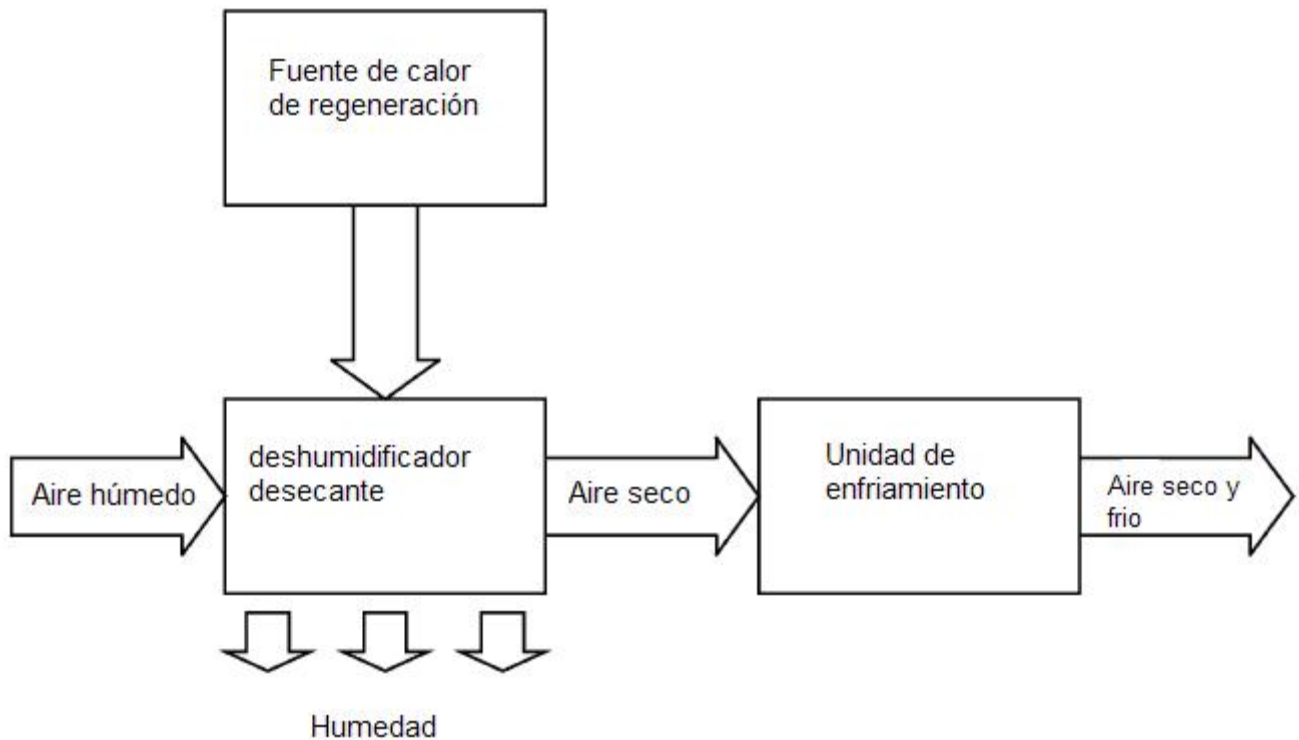 Fuente de calor
de regeneración
Aire húmedo
deshumidificador
desecante
Aire seco
Unidad de
enfriamiento
Aire seco y
frio
Humedad